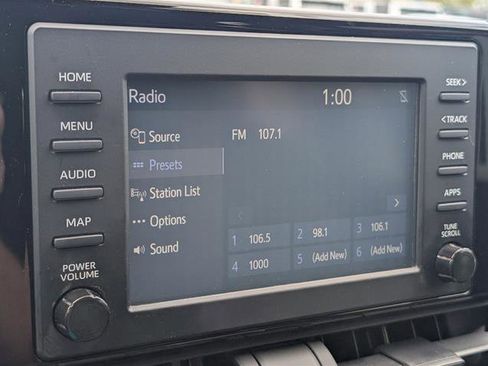 HOME
MENU
AUDIO
MAP
POWER
VOLUME
Radio 1:00
Source
Presets
Station List
Options
Sound
FM 107.1
1 106.5 2 98.1 3 106.1
4 1000 5 (Add New) 6 (Add New)
SEEK>
<TRACK
PHONE
APPS
TUNE
SCROLL